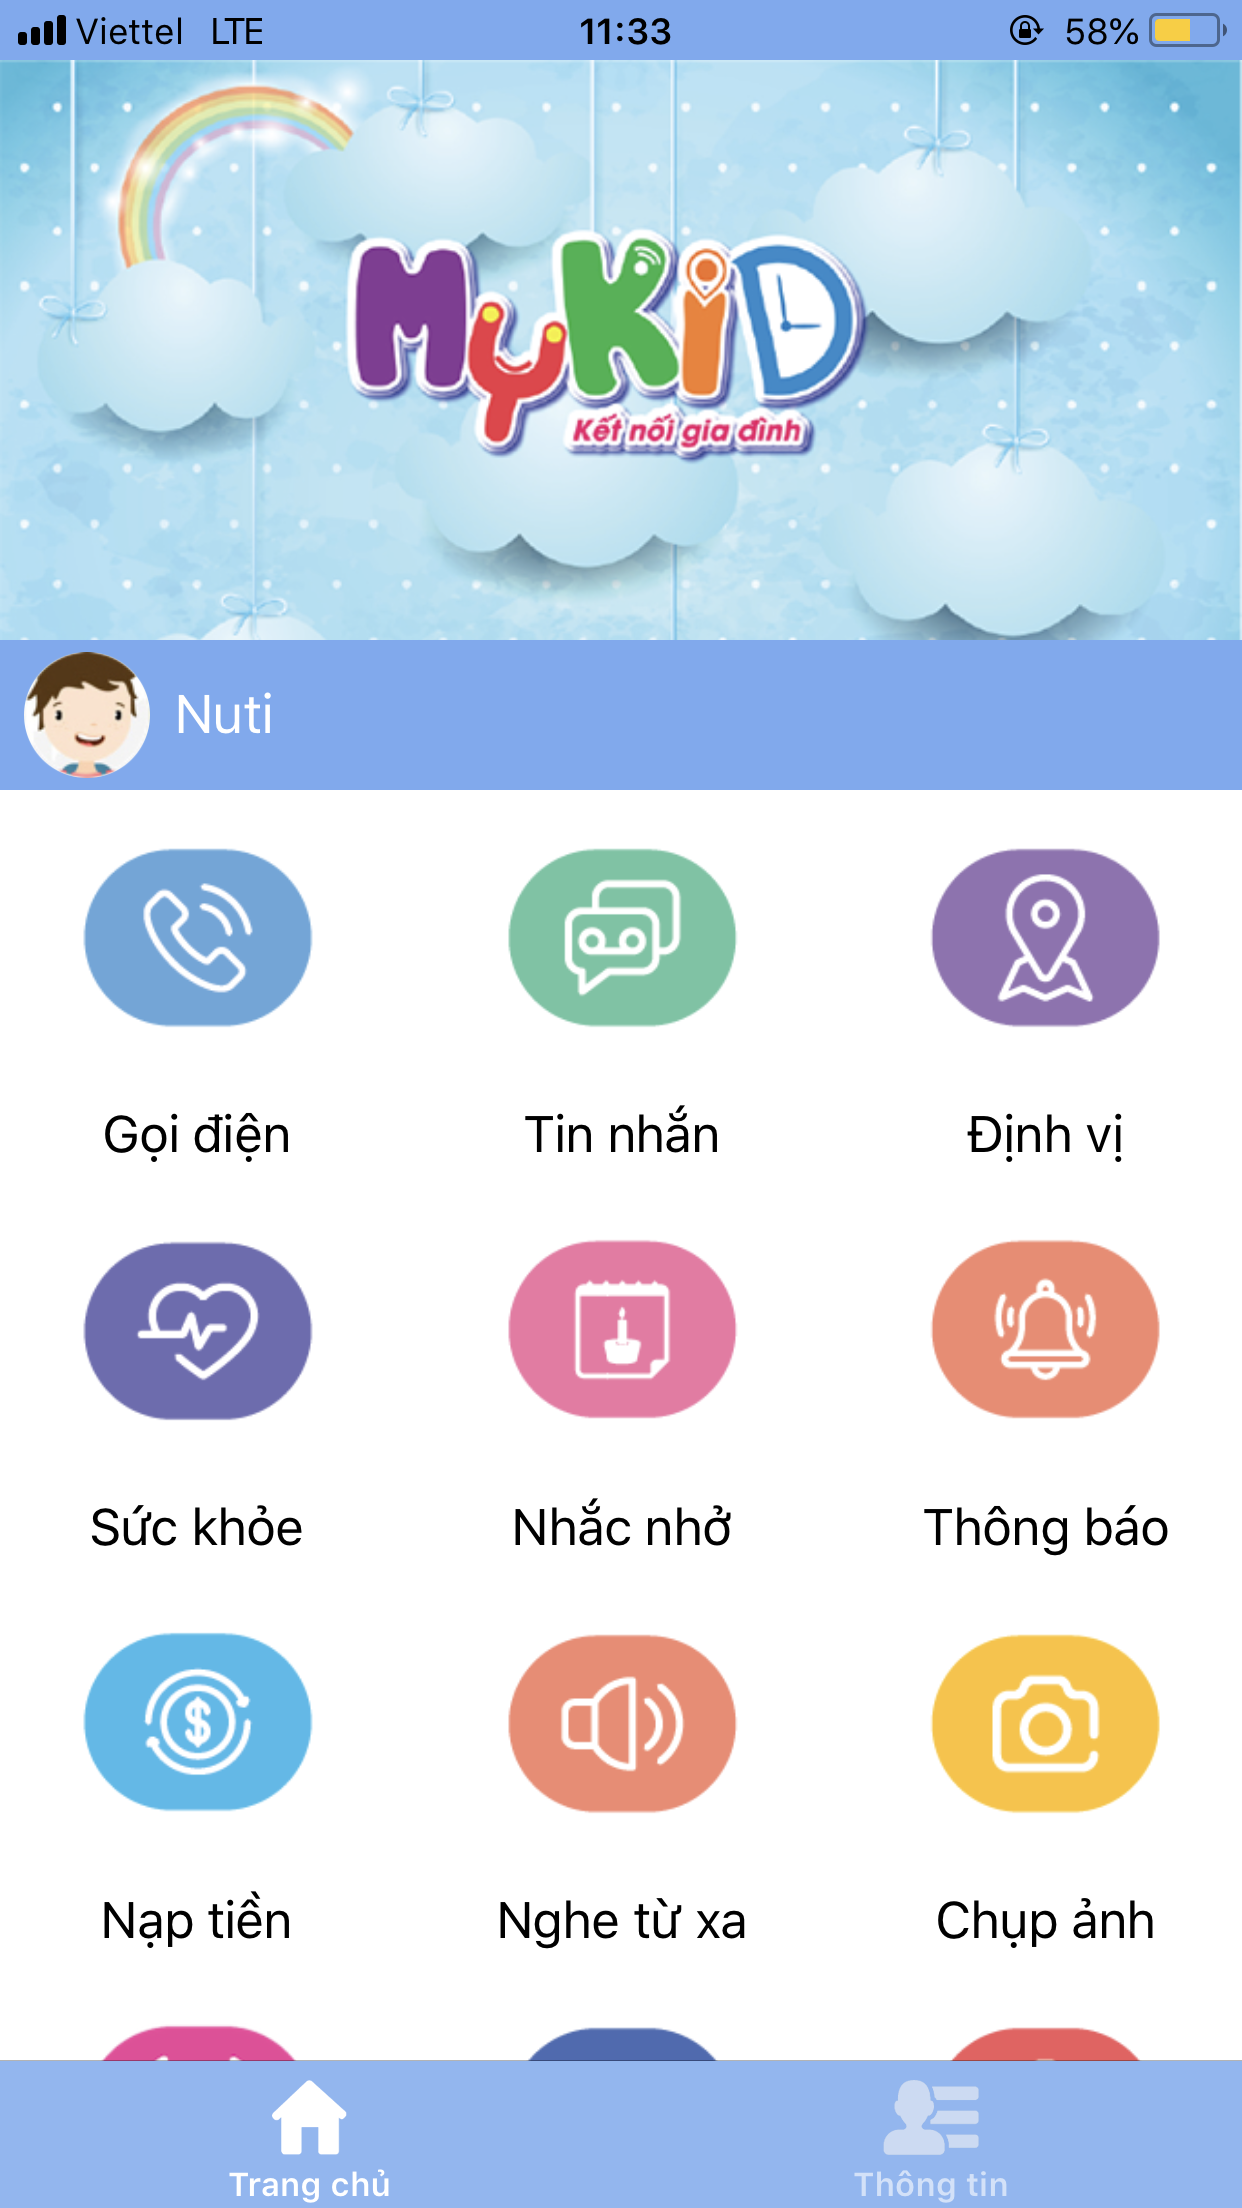 Viettel LTE 11:33 58%
MyKiD
Kết nối gia đình
Nuti
Gọi điện Tin nhắn Định vị
Sức khỏe Nhắc nhở Thông báo
$
Nạp tiền Nghe từ xa Chụp ảnh
Trang chủ Thông tin